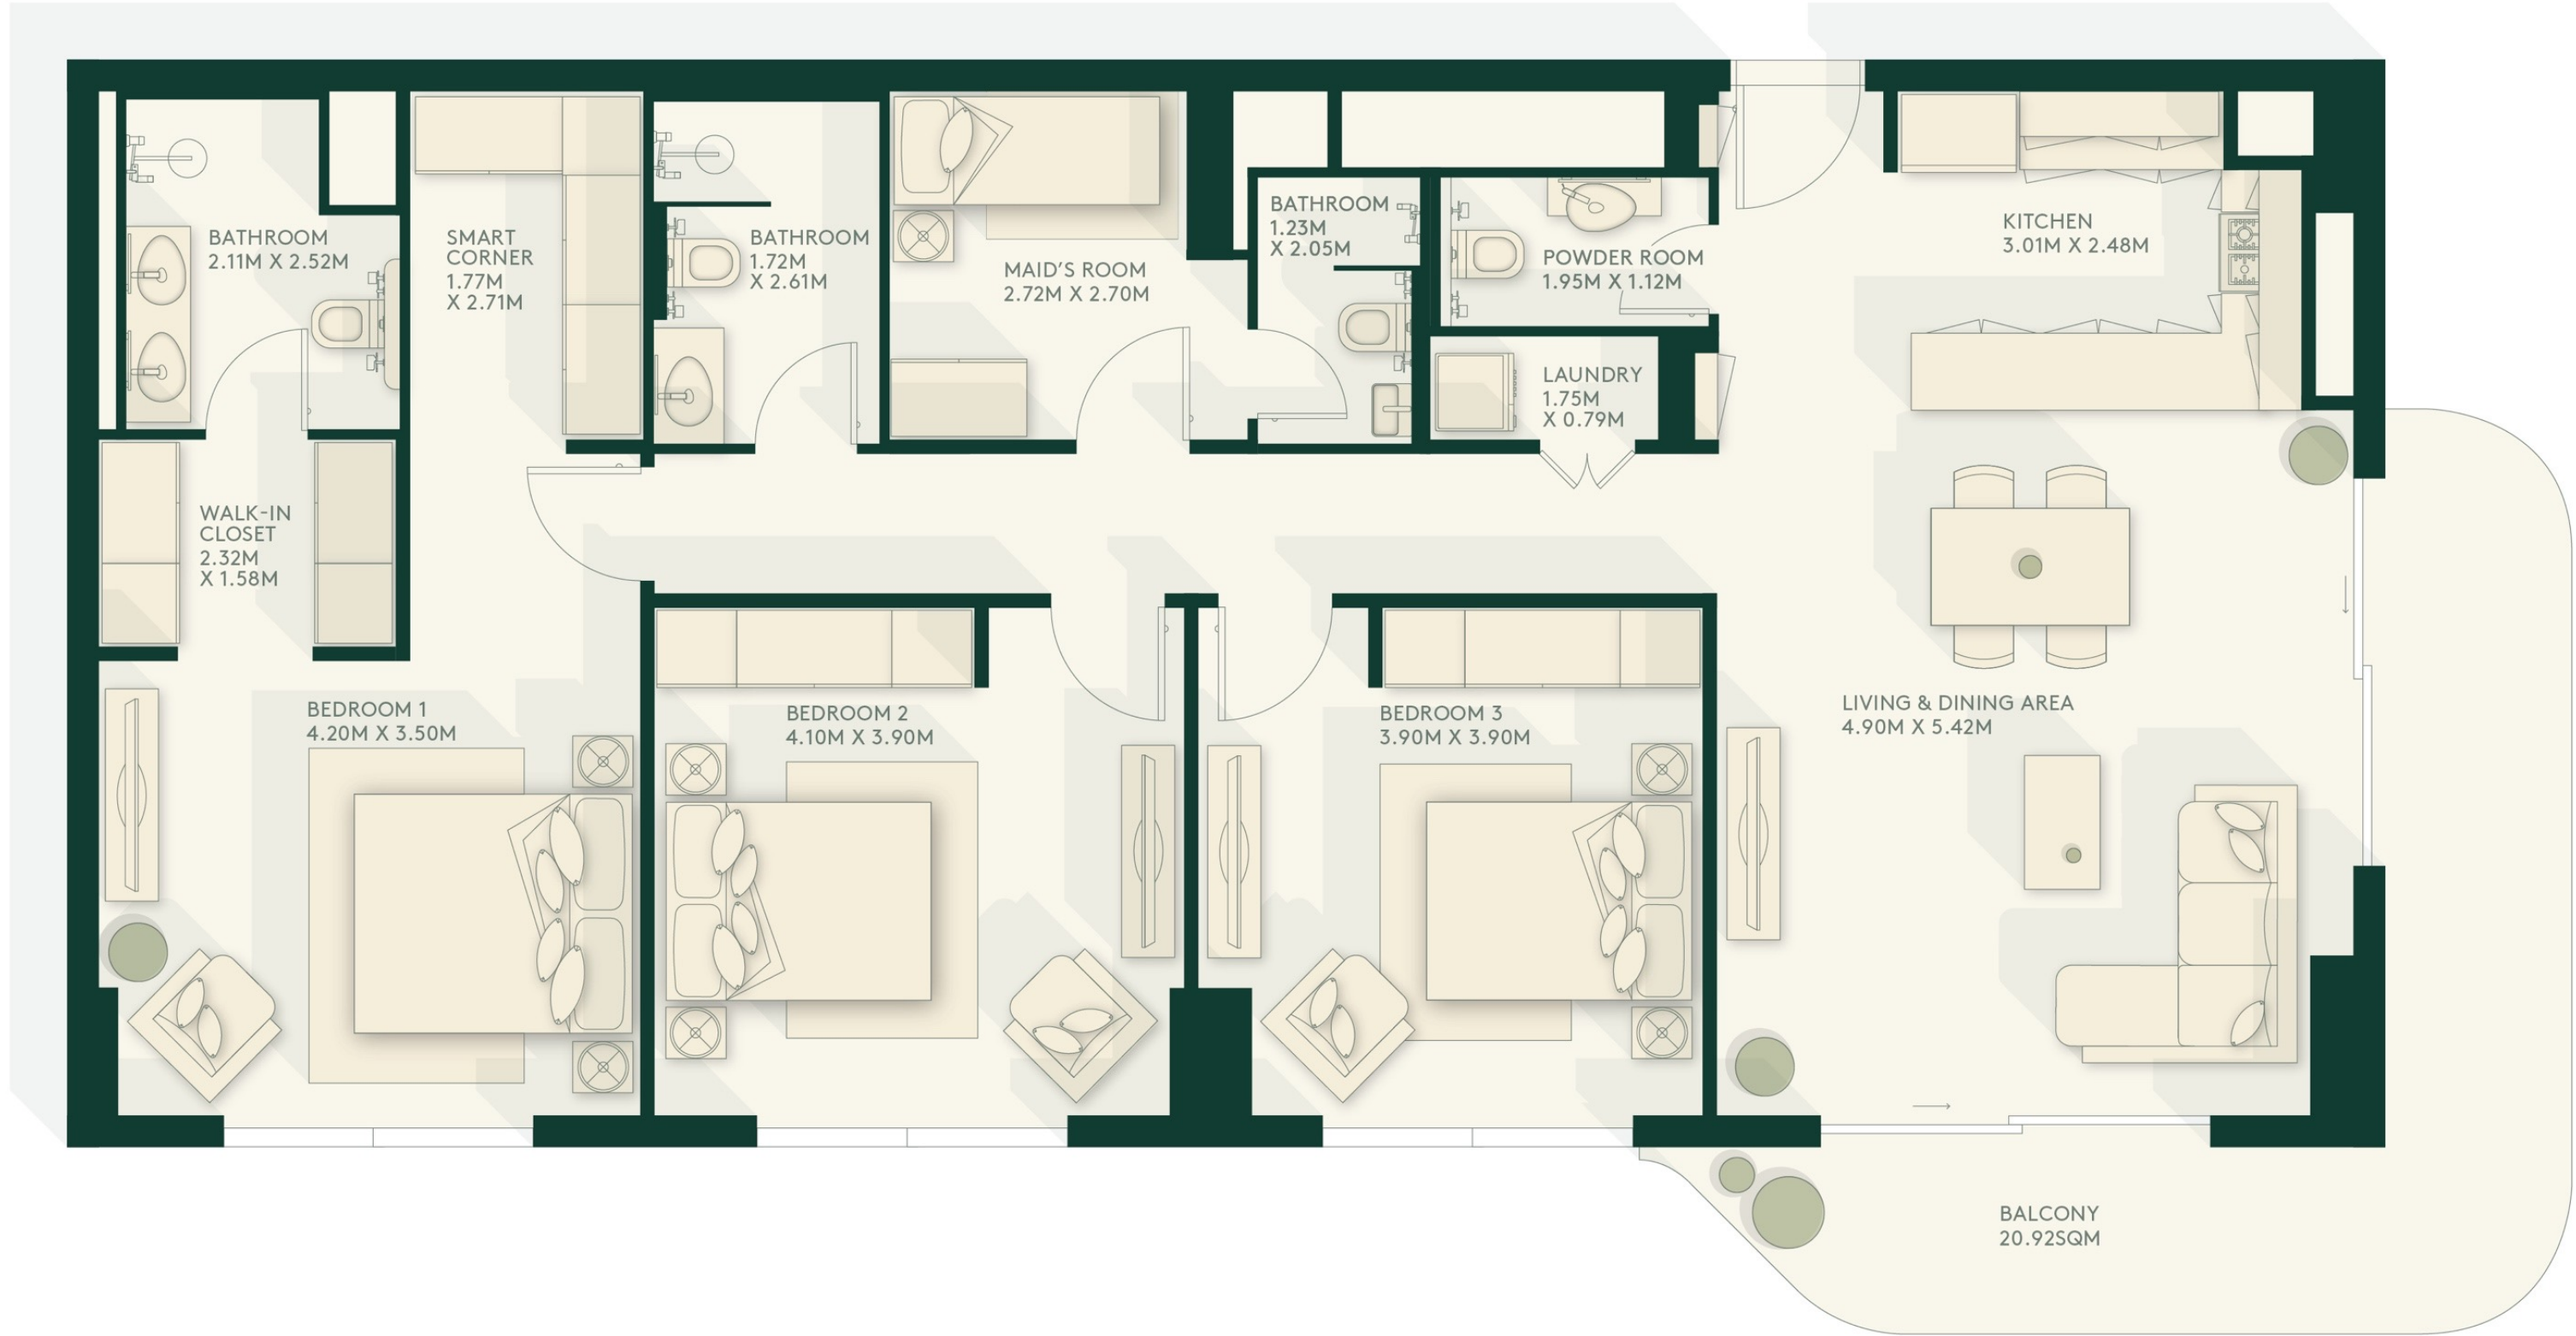 BATHROOM
2.11M X 2.52M
SMART
CORNER
1.77M
X 2.71M
BATHROOM
1.72M
X 2.61M
MAID'S ROOM
2.72M X 2.70M
BATHROOM
1.23M
X 2.05M
POWDER ROOM
1.95M X 1.12M
KITCHEN
3.01M X 2.48M
LAUNDRY
1.75M
X 0.79M
WALK-IN
CLOSET
2.32M
X 1.58M
BEDROOM 1
4.20M X 3.50M
BEDROOM 2
4.10M X 3.90M
BEDROOM 3
3.90M X 3.90M
LIVING & DINING AREA
4.90M X 5.42M
BALCONY
20.92SQM